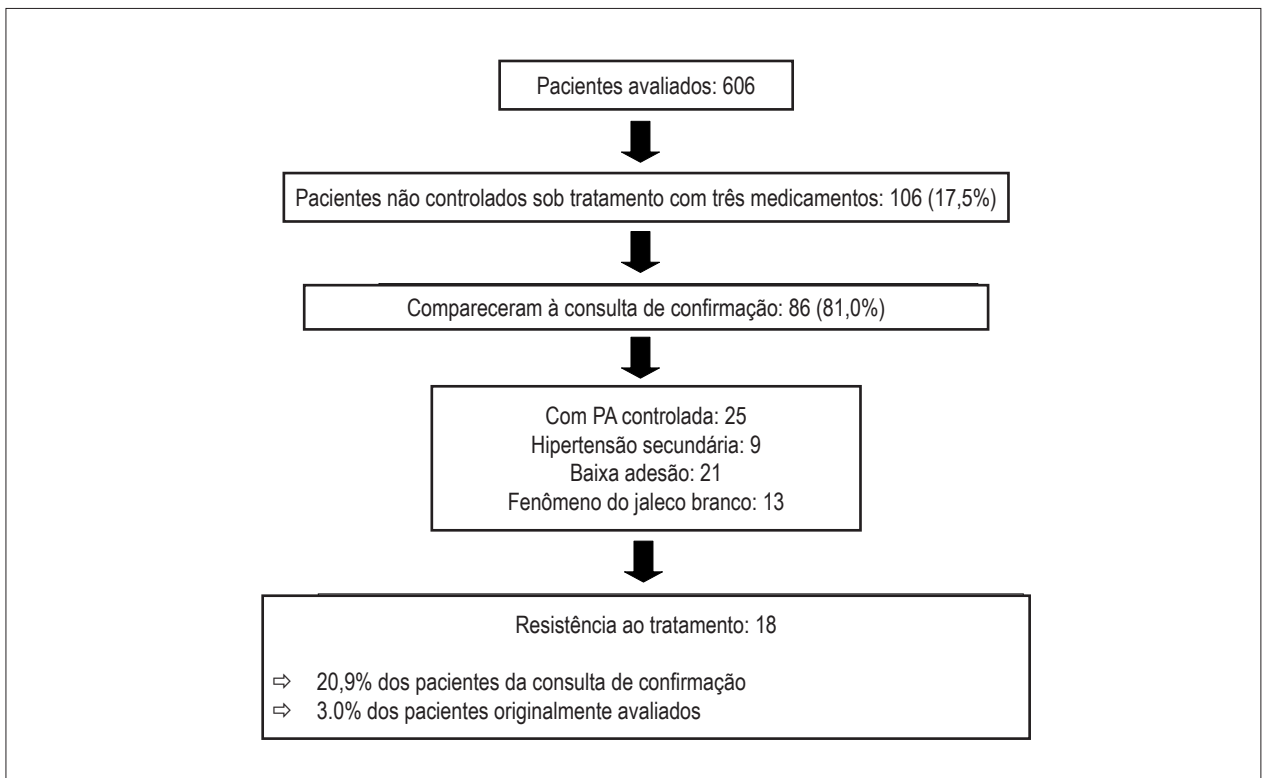 Pacientes avaliados: 606
Pacientes não controlados sob tratamento com três medicamentos: 106 (17,5%)
Compareceram à consulta de confirmação: 86 (81,0%)
Com PA controlada: 25
Hipertensão secundária: 9
Baixa adesão: 21
Fenômeno do jaleco branco: 13
Resistência ao tratamento: 18
⇨ 20,9% dos pacientes da consulta de confirmação
⇨ 3.0% dos pacientes originalmente avaliados